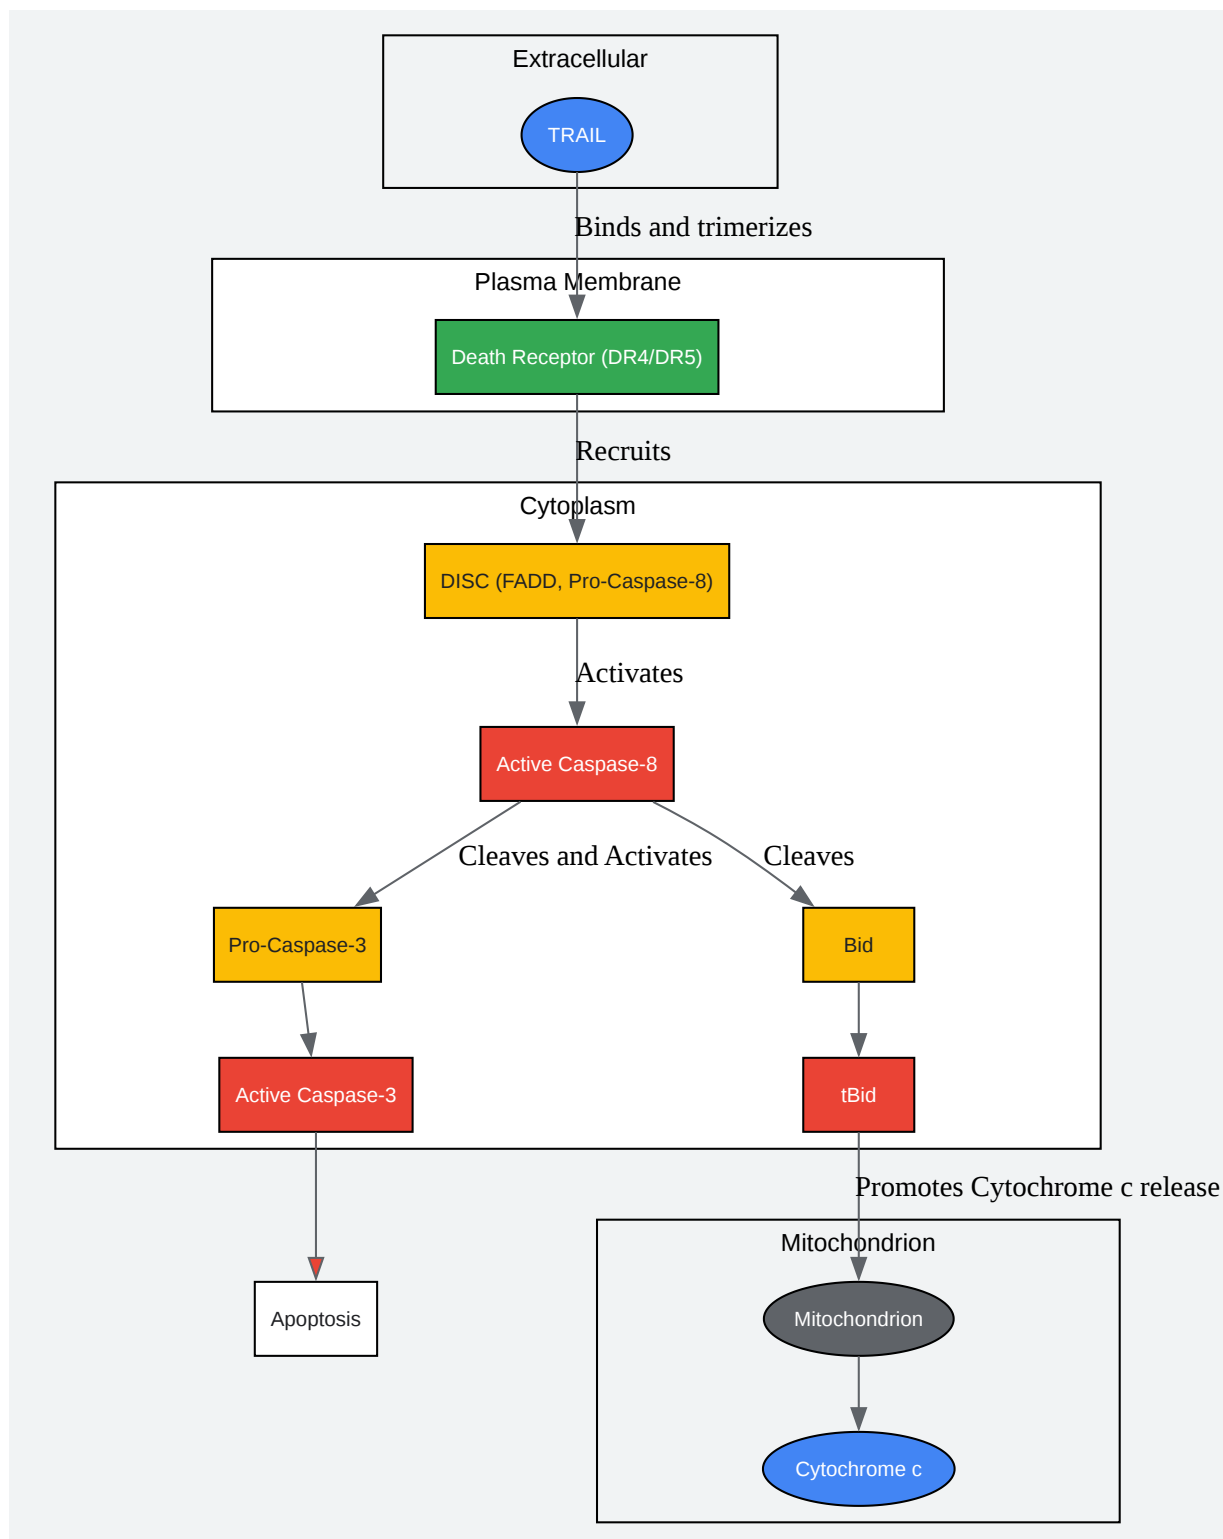 Extracellular
TRAIL
Binds and trimerizes
Plasma Membrane
Death Receptor (DR4/DR5)
Recruits
Cytoplasm
DISC (FADD, Pro-Caspase-8)
Activates
Active Caspase-8
Cleaves and Activates
Cleaves
Pro-Caspase-3
Bid
Active Caspase-3
tBid
Promotes Cytochrome c release
Mitochondrion
Apoptosis
Mitochondrion
Cytochrome c